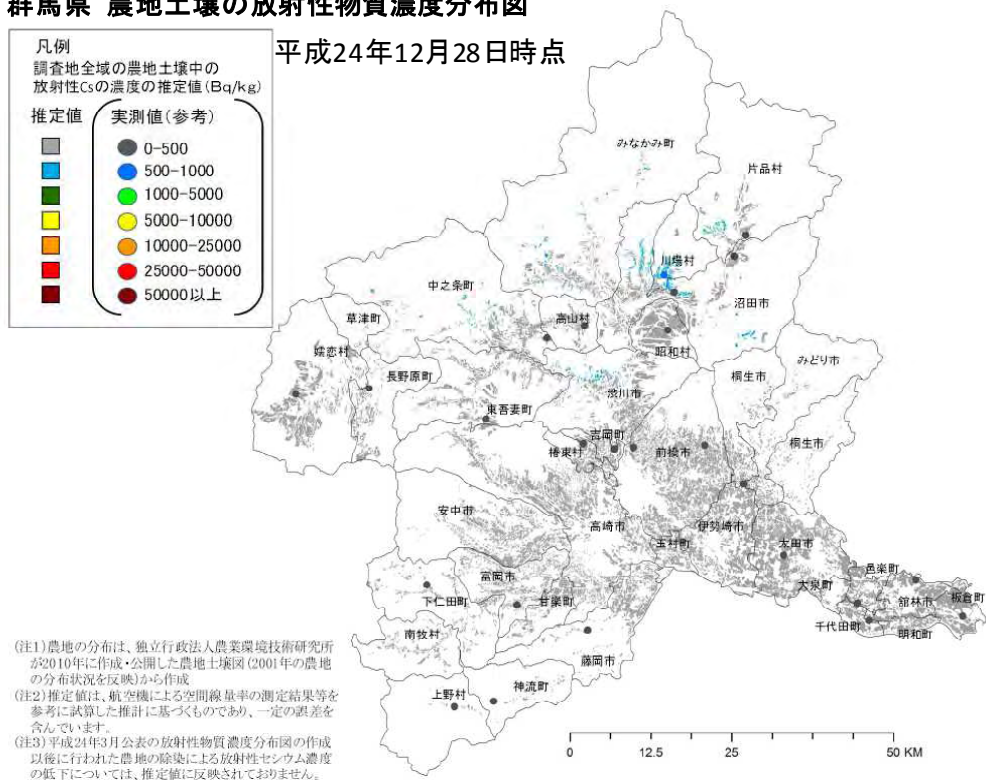 群馬県 農地土壌の放射性物質濃度分布図
平成24年12月28日時点
凡例
調査地全域の農地土壌中の
放射性Csの濃度の推定値(Bq/kg)
推定値 実測値(参考)
0-500
500-1000
1000-5000
5000-10000
10000-25000
25000-50000
50000以上
みなかみ町
片品村
川場村
中之条町
沼田市
草津町
高山村
嬬恋村
昭和村
みどり市
長野原町
桐生市
渋川市
東吾妻町
吉岡町
桐生市
榛東村
前橋市
安中市
高崎市
伊勢崎市
玉村町
太田市
邑楽町
富岡市
大泉町
下仁田町
甘楽町
館林市
板倉町
千代田町
明和町
南牧村
藤岡市
神流町
上野村
(注1)農地の分布は、独立行政法人農業環境技術研究所
が2010年に作成・公開した農地土壌図(2001年の農地
の分布状況を反映)から作成
(注2)推定値は、航空機による空間線量率の測定結果等を
参考に試算した推計に基づくものであり、一定の誤差を
含んでいます。
(注3)平成24年3月公表の放射性物質濃度分布図の作成
以後に行われた農地の除染による放射性セシウム濃度
の低下については、推定値に反映されておりません。
0 12.5 25 50 KM